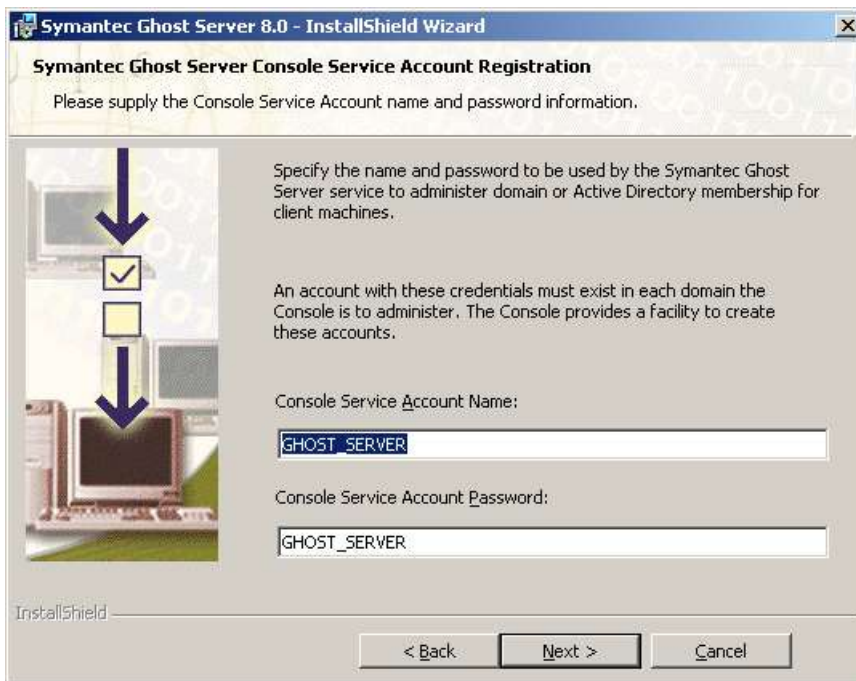 Symantec Ghost Server 8.0 - InstallShield Wizard
Symantec Ghost Server Console Service Account Registration
Please supply the Console Service Account name and password information.
Specify the name and password to be used by the Symantec Ghost
Server service to administer domain or Active Directory membership for
client machines.
An account with these credentials must exist in each domain the
Console is to administer. The Console provides a facility to create
these accounts.
Console Service Account Name:
GHOST_SERVER
Console Service Account Password:
GHOST_SERVER
InstallShield
< Back
Next >
Cancel